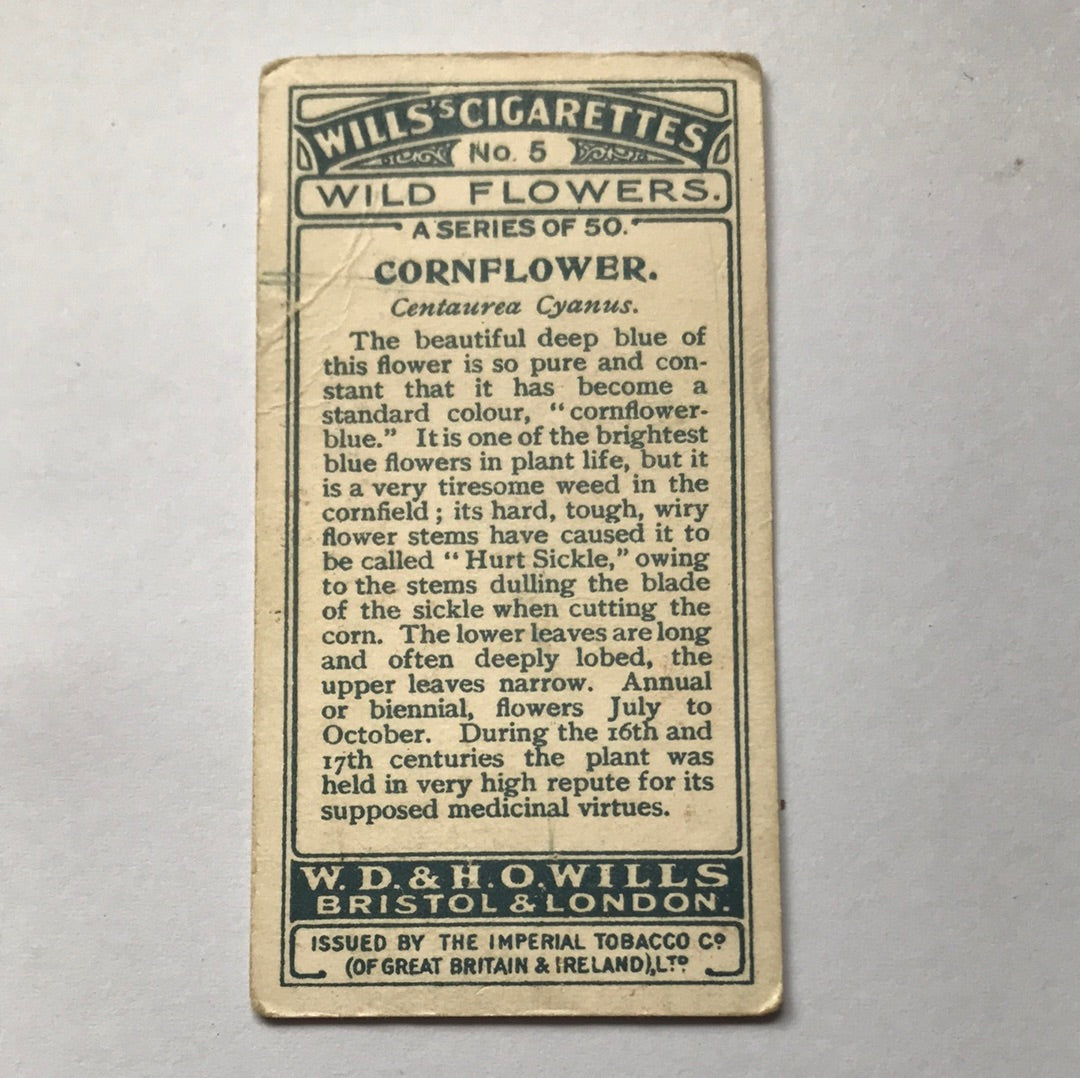 WILLS'S CIGARETTES
No. 5
WILD FLOWERS.
A SERIES OF 50.
CORNFLOWER.
Centaurea Cyanus.
The beautiful deep blue of
this flower is so pure and con-
stant that it has become a
standard colour, "cornflower-
blue." It is one of the brightest
blue flowers in plant life, but it
is a very tiresome weed in the
cornfield; its hard, tough, wiry
flower stems have caused it to
be called "Hurt Sickle," owing
to the stems dulling the blade
of the sickle when cutting the
corn. The lower leaves are long
and often deeply lobed, the
upper leaves narrow. Annual
or biennial, flowers July to
October. During the 16th and
17th centuries the plant was
held in very high repute for its
supposed medicinal virtues.
W. D. & H. O. WILLS
BRISTOL & LONDON.
ISSUED BY THE IMPERIAL TOBACCO Co
(OF GREAT BRITAIN & IRELAND), LTD